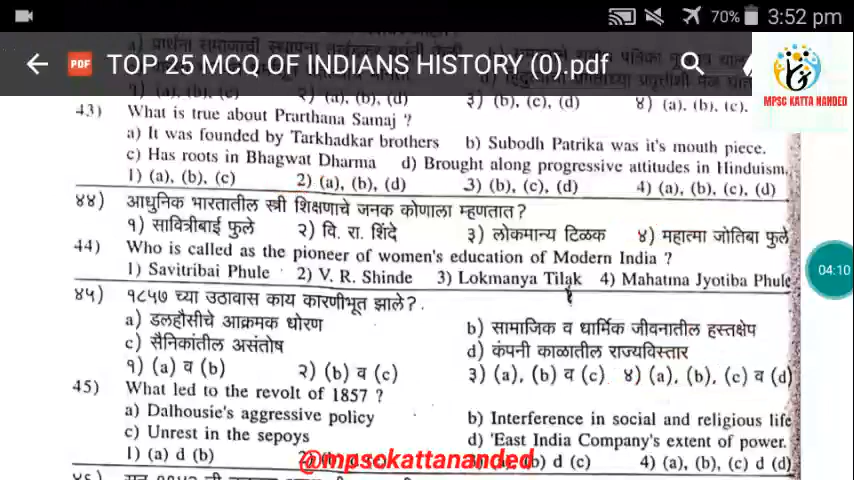 70% 3:52 pm
PDF TOP 25 MCQ OF INDIANS HISTORY (0).pdf
MPSC KATTA NANDED
१) (a), (b), (c) २) (a), (b), (d) ३) (b), (c), (d) ४) (a). (b), (c).
43) What is true about Prarthana Samaj ?
a) It was founded by Tarkhadkar brothers b) Subodh Patrika was it's mouth piece.
c) Has roots in Bhagwat Dharma d) Brought along progressive attitudes in Hinduism.
1) (a), (b), (c) 2) (a), (b), (d) 3) (b), (c), (d) 4) (a), (b), (c), (d)
४४) आधुनिक भारतातील स्त्री शिक्षणाचे जनक कोणाला म्हणतात ?
१) सावित्रीबाई फुले २) वि. रा. शिंदे ३) लोकमान्य टिळक ४) महात्मा जोतिबा फुले
44) Who is called as the pioneer of women's education of Modern India ?
1) Savitribai Phule 2) V. R. Shinde 3) Lokmanya Tilak 4) Mahatma Jyotiba Phule
04:10
४५) १८५७ च्या उठावास काय कारणीभूत झाले ?
a) डलहौसीचे आक्रमक धोरण b) सामाजिक व धार्मिक जीवनातील हस्तक्षेप
c) सैनिकांतील असंतोष d) कंपनी काळातील राज्यविस्तार
१) (a) व (b) २) (b) व (c) ३) (a), (b) व (c) ४) (a), (b), (c) व (d)
45) What led to the revolt of 1857 ?
a) Dalhousie's aggressive policy b) Interference in social and religious life
c) Unrest in the sepoys d) 'East India Company's extent of power.
1) (a) d (b) (b) d (c) 4) (a), (b), (c) d (d)
@mpsckattananded